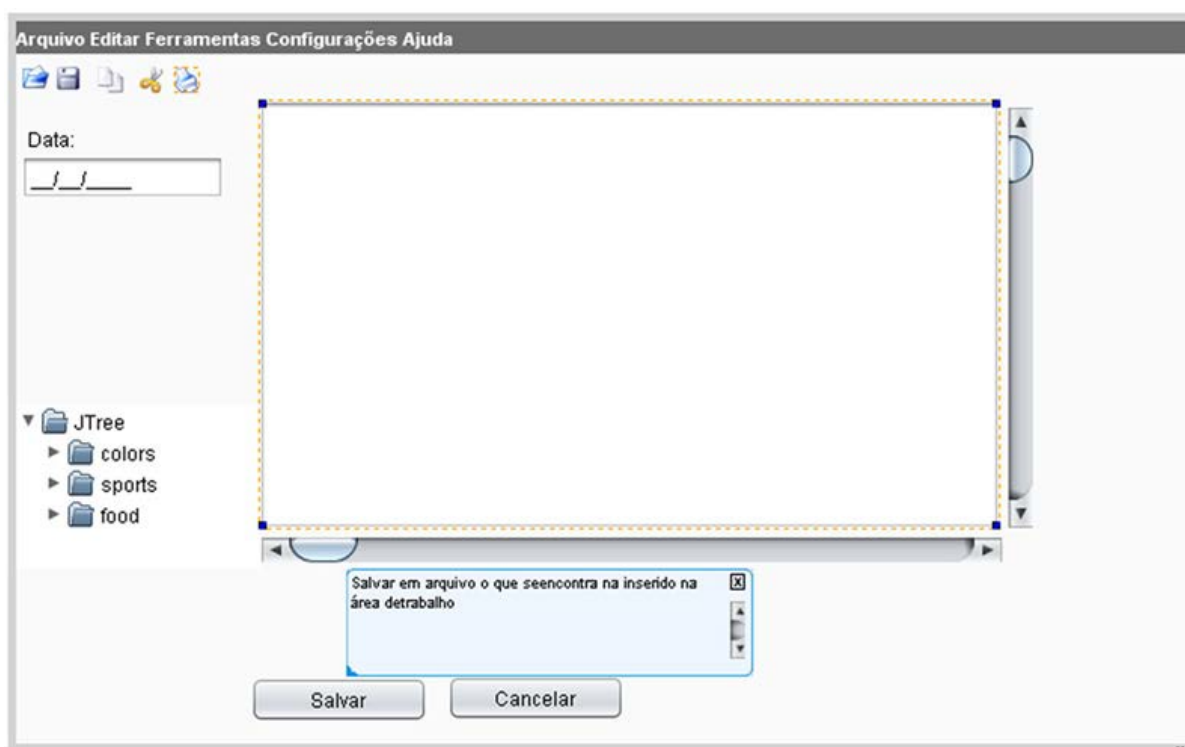 Arquivo Editar Ferramentas Configurações Ajuda
Data:
__/__/____
JTree
colors
sports
food
Salvar em arquivo o que seencontra na inserido na
área detrabalho
Salvar
Cancelar